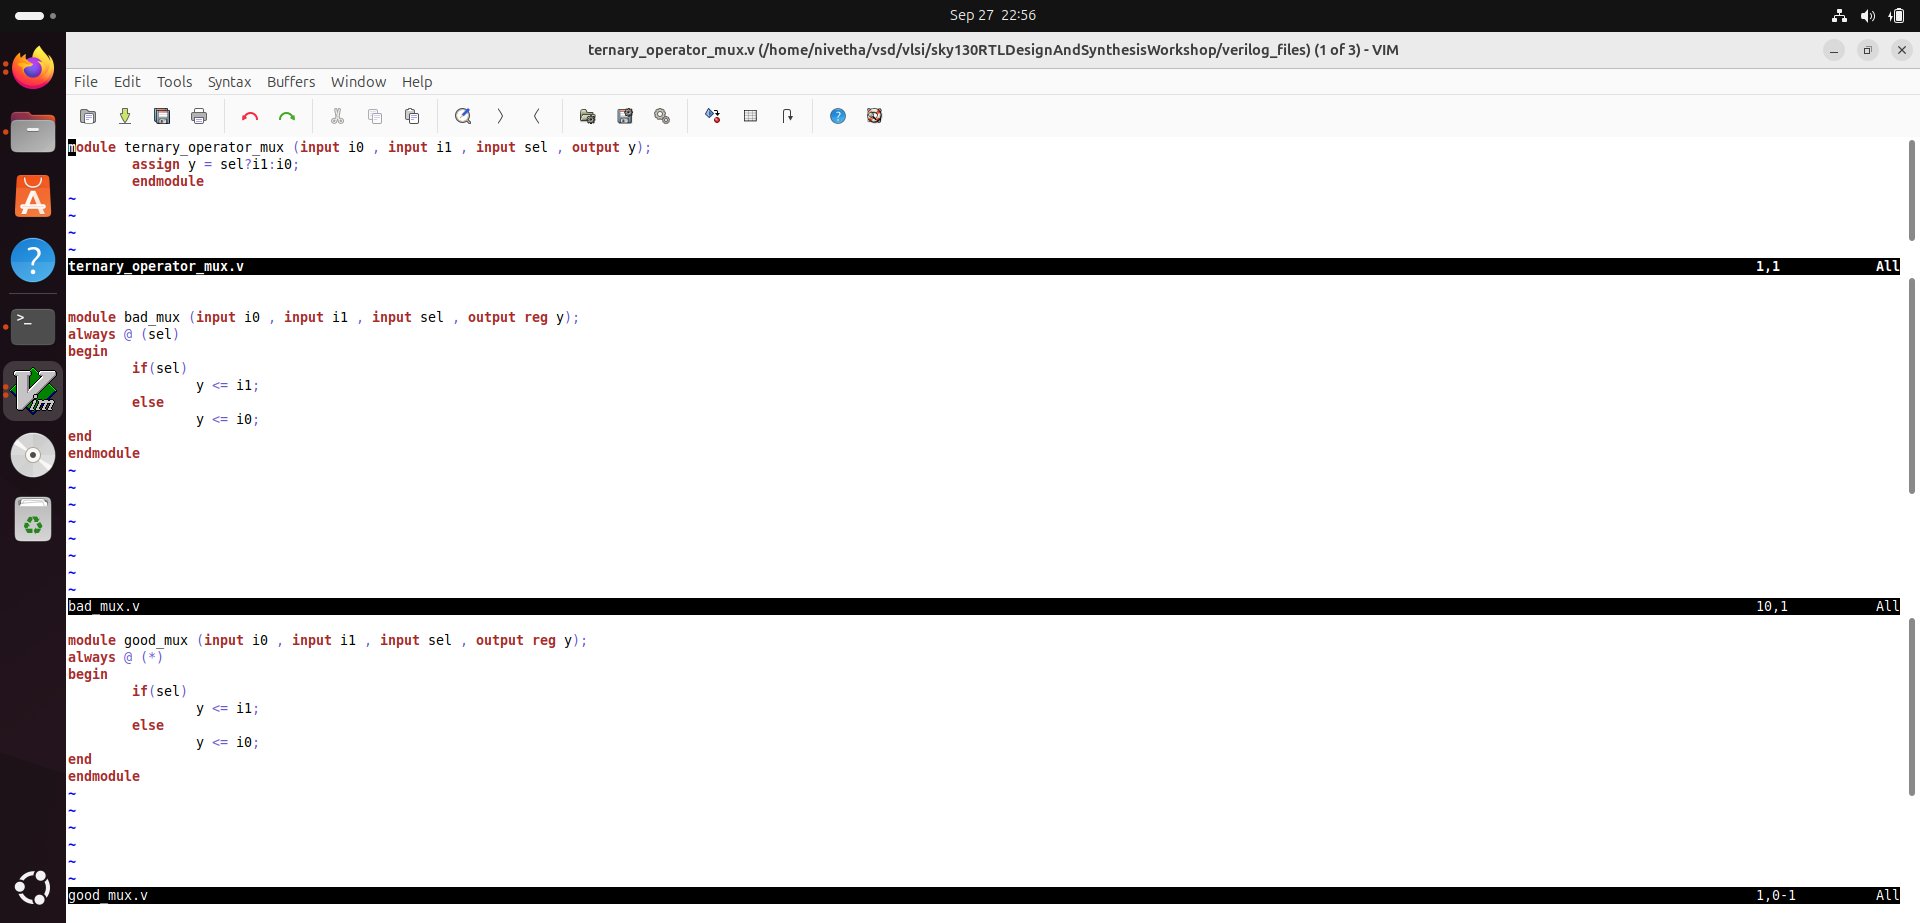 Sep 27 22:56
ternary_operator_mux.v (/home/nivetha/vsd/vlsi/sky130RTLDesignAndSynthesisWorkshop/verilog_files) (1 of 3) - VIM
File Edit Tools Syntax Buffers Window Help
module ternary_operator_mux (input i0 , input i1 , input sel , output y);
        assign y = sel?i1:i0;
        endmodule
~
~
~
~
ternary_operator_mux.v 1,1 All
module bad_mux (input i0 , input i1 , input sel , output reg y);
always @ (sel)
begin
        if(sel)
                y <= i1;
        else
                y <= i0;
end
endmodule
~
~
~
~
~
~
~
~
bad_mux.v 10,1 All
module good_mux (input i0 , input i1 , input sel , output reg y);
always @ (*)
begin
        if(sel)
                y <= i1;
        else
                y <= i0;
end
endmodule
~
~
~
~
~
~
good_mux.v 1,0-1 All